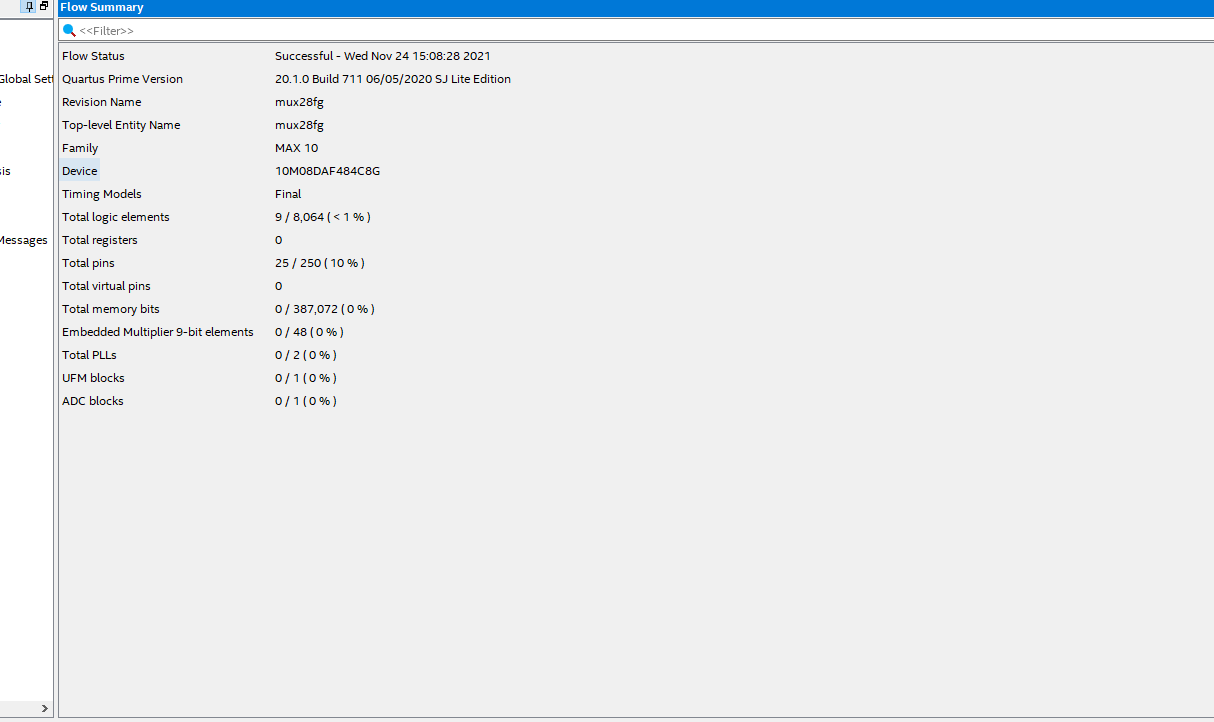 Flow Summary
<<Filter>>
Flow Status Successful - Wed Nov 24 15:08:28 2021
Global Sett Quartus Prime Version 20.1.0 Build 711 06/05/2020 SJ Lite Edition
Revision Name mux28fg
Top-level Entity Name mux28fg
Family MAX 10
sis Device 10M08DAF484C8G
Timing Models Final
Total logic elements 9 / 8,064 ( < 1 % )
Messages Total registers 0
Total pins 25 / 250 ( 10 % )
Total virtual pins 0
Total memory bits 0 / 387,072 ( 0 % )
Embedded Multiplier 9-bit elements 0 / 48 ( 0 % )
Total PLLs 0 / 2 ( 0 % )
UFM blocks 0 / 1 ( 0 % )
ADC blocks 0 / 1 ( 0 % )